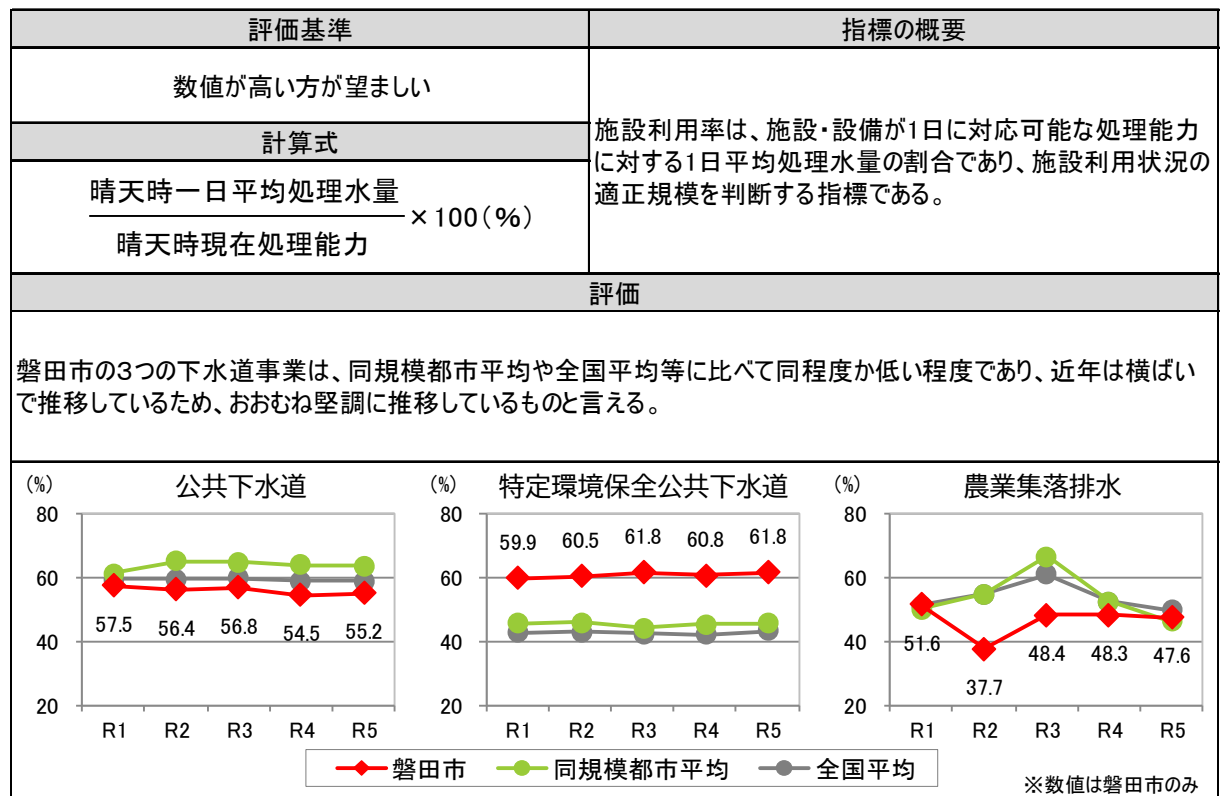 評価基準
指標の概要
数値が高い方が望ましい
計算式
晴天時一日平均処理水量
晴天時現在処理能力
×100(%)
施設利用率は、施設・設備が1日に対応可能な処理能力
に対する1日平均処理水量の割合であり、施設利用状況の
適正規模を判断する指標である。
評価
磐田市の3つの下水道事業は、同規模都市平均や全国平均等に比べて同程度か低い程度であり、近年は横ばい
で推移しているため、おおむね堅調に推移しているものと言える。
(%) 公共下水道
80
60
40
20
57.5 56.4 56.8 54.5 55.2
R1 R2 R3 R4 R5
(%) 特定環境保全公共下水道
80
60
40
20
59.9 60.5 61.8 60.8 61.8
R1 R2 R3 R4 R5
(%) 農業集落排水
80
60
40
20
51.6 37.7 48.4 48.3 47.6
R1 R2 R3 R4 R5
磐田市 同規模都市平均 全国平均
※数値は磐田市のみ